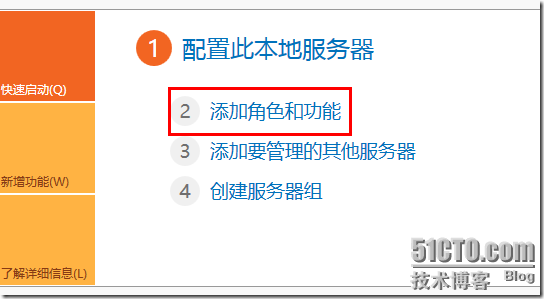 1 配置此本地服务器
快速启动(Q)
2 添加角色和功能
3 添加要管理的其他服务器
新增功能(W)
4 创建服务器组
了解详细信息(L)
51CTO.com
技术博客 Blog